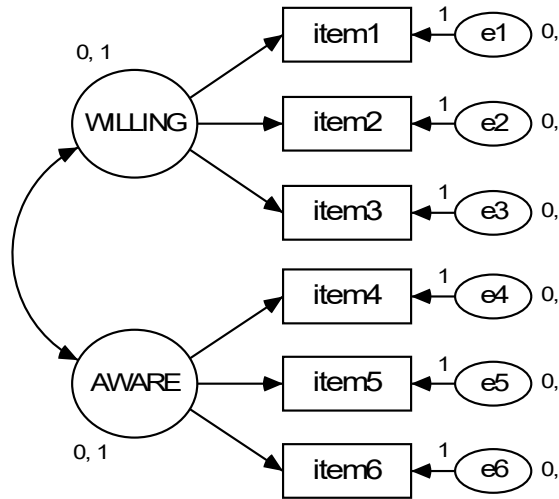 1
item1
e1
0,
0, 1
WILLING
1
item2
e2
0,
1
item3
e3
0,
1
item4
e4
0,
AWARE
1
item5
e5
0,
0, 1
1
item6
e6
0,